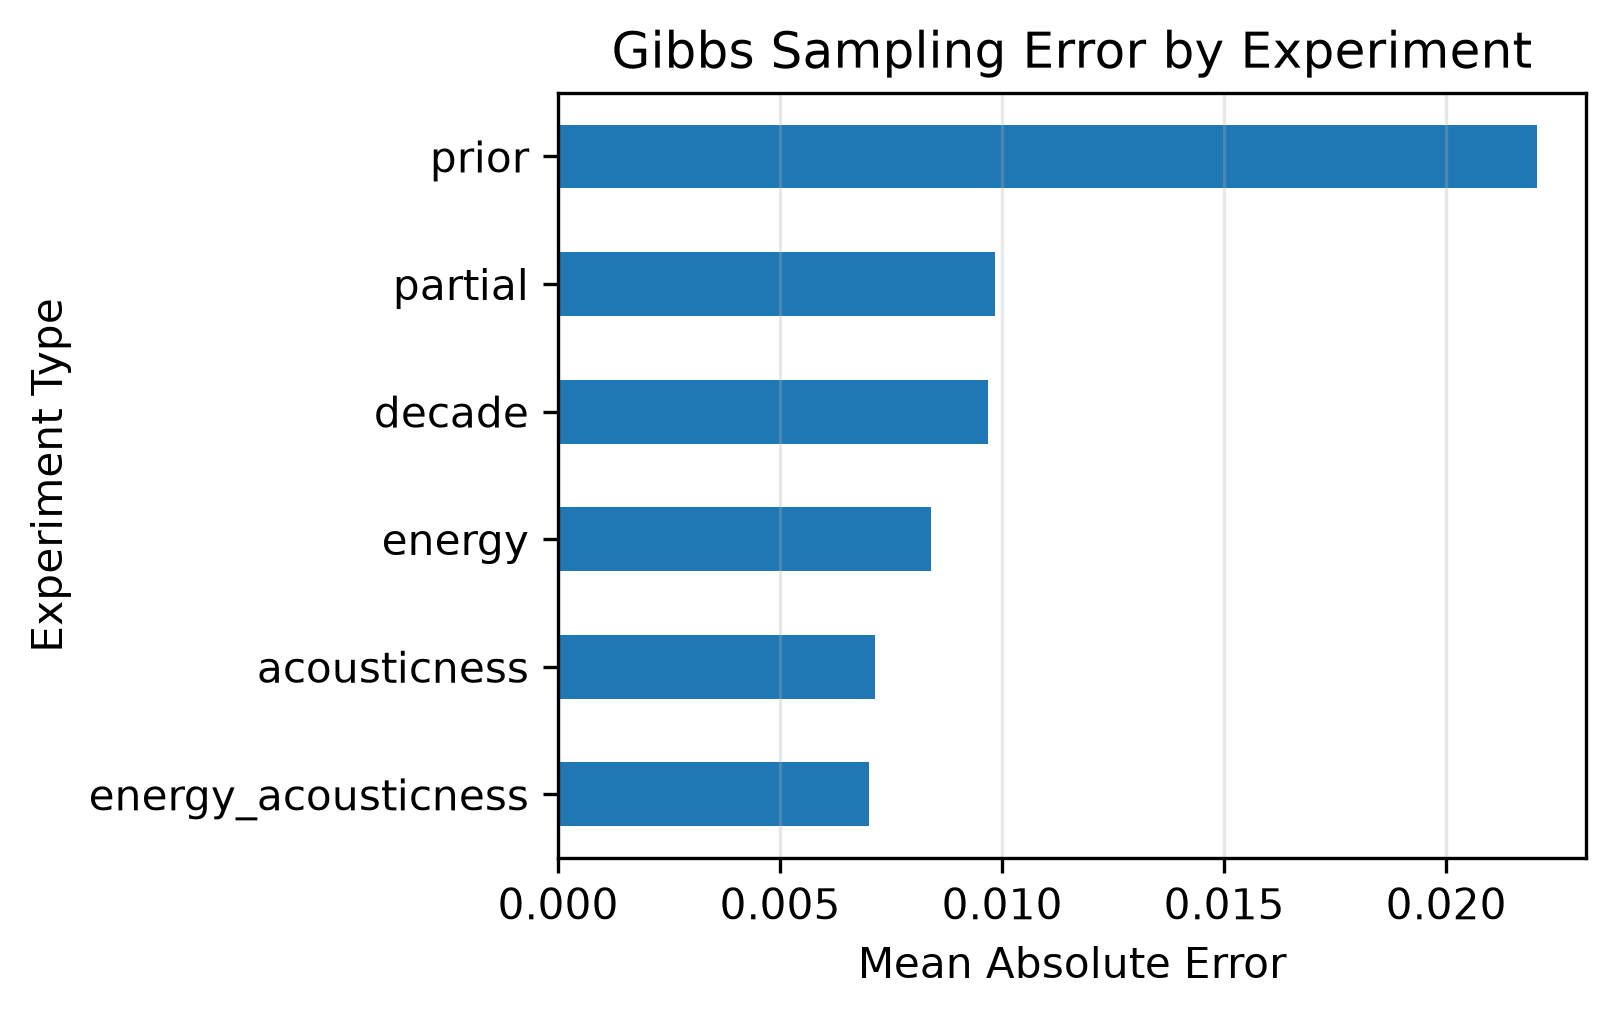 Gibbs Sampling Error by Experiment
prior
partial
decade
energy
acousticness
energy_acousticness
Experiment Type
0.000 0.005 0.010 0.015 0.020
Mean Absolute Error